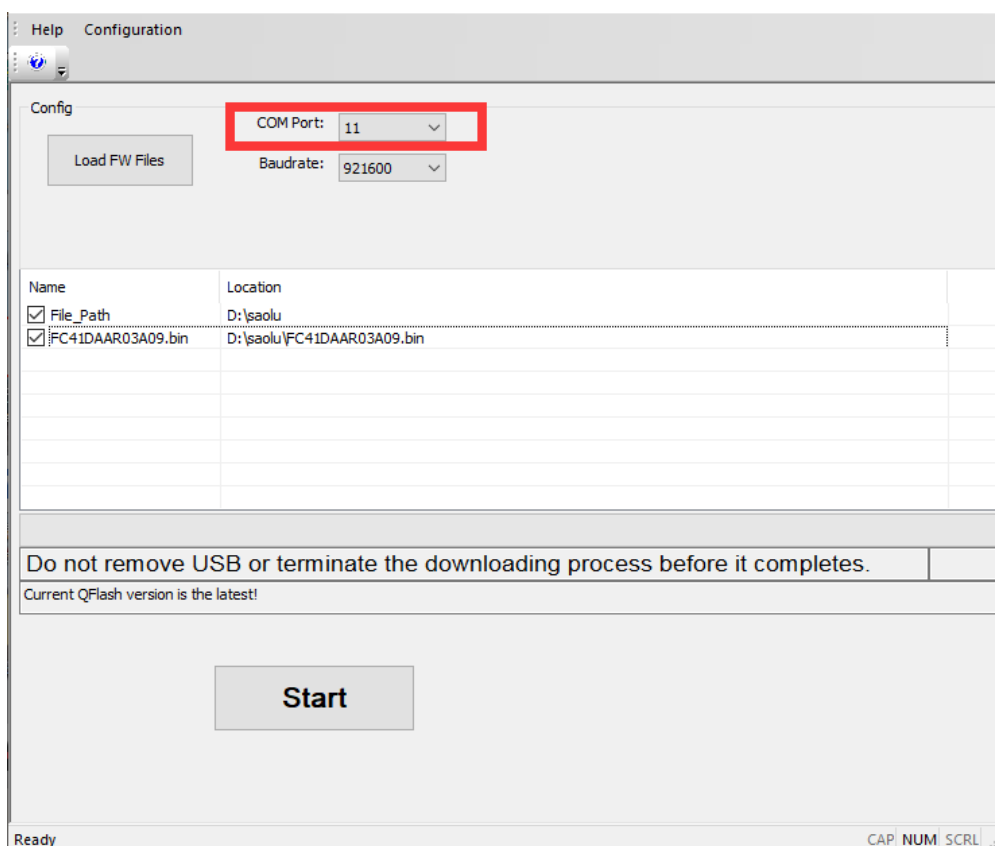 Help Configuration
Config
COM Port: 11
Load FW Files
Baudrate: 921600
Name Location
File_Path D:\saolu
FC41DAAR03A09.bin D:\saolu\FC41DAAR03A09.bin
Do not remove USB or terminate the downloading process before it completes.
Current QFlash version is the latest!
Start
Ready CAP NUM SCRL